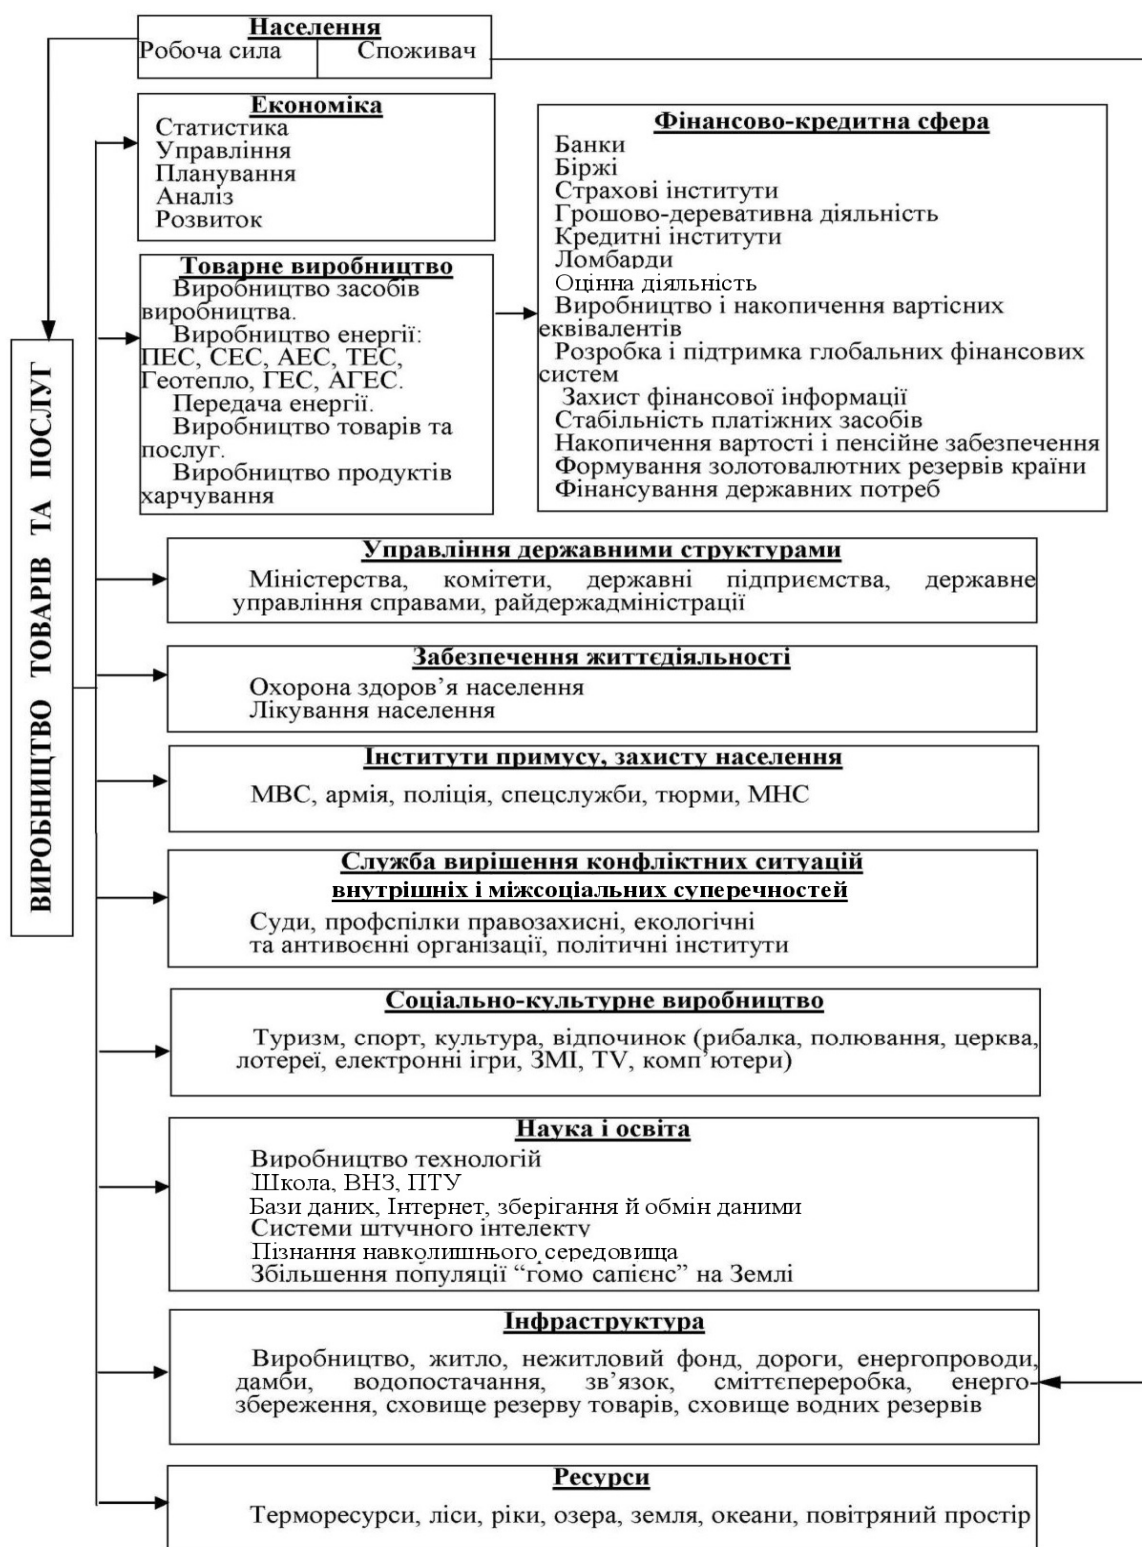 Населення
Робоча сила
Споживач
Економіка
Статистика
Управління
Планування
Аналіз
Розвиток
Фінансово-кредитна сфера
Банки
Біржі
Страхові інститути
Грошово-деревативна діяльність
Кредитні інститути
Ломбарди
Оцінна діяльність
Виробництво і накопичення вартісних
еквівалентів
Розробка і підтримка глобальних фінансових
систем
Захист фінансової інформації
Стабільність платіжних засобів
Накопичення вартості і пенсійне забезпечення
Формування золотовалютних резервів країни
Фінансування державних потреб
Товарне виробництво
Виробництво засобів
виробництва.
Виробництво енергії:
ПЕС, СЕС, АЕС, ТЕС,
Геотепло, ГЕС, АГЕС.
Передача енергії.
Виробництво товарів та
послуг.
Виробництво продуктів
харчування
ВИРОБНИЦТВО ТОВАРІВ ТА ПОСЛУГ
Управління державними структурами
Міністерства, комітети, державні підприємства, державне
управління справами, райдержадміністрації
Забезпечення життєдіяльності
Охорона здоров’я населення
Лікування населення
Інститути примусу, захисту населення
МВС, армія, поліція, спецслужби, тюрми, МНС
Служба вирішення конфліктних ситуацій
внутрішніх і міжсоціальних суперечностей
Суди, профспілки правозахисні, екологічні
та антивоєнні організації, політичні інститути
Соціально-культурне виробництво
Туризм, спорт, культура, відпочинок (рибалка, полювання, церква,
лотереї, електронні ігри, ЗМІ, TV, комп’ютери)
Наука і освіта
Виробництво технологій
Школа, ВНЗ, ПТУ
Бази даних, Інтернет, зберігання й обмін даними
Системи штучного інтелекту
Пізнання навколишнього середовища
Збільшення популяції “гомо сапієнс” на Землі
Інфраструктура
Виробництво, житло, нежитловий фонд, дороги, енергопроводи,
дамби, водопостачання, зв’язок, сміттєпереробка, енерго-
збереження, сховище резерву товарів, сховище водних резервів
Ресурси
Терморесурси, ліси, ріки, озера, земля, океани, повітряний простір